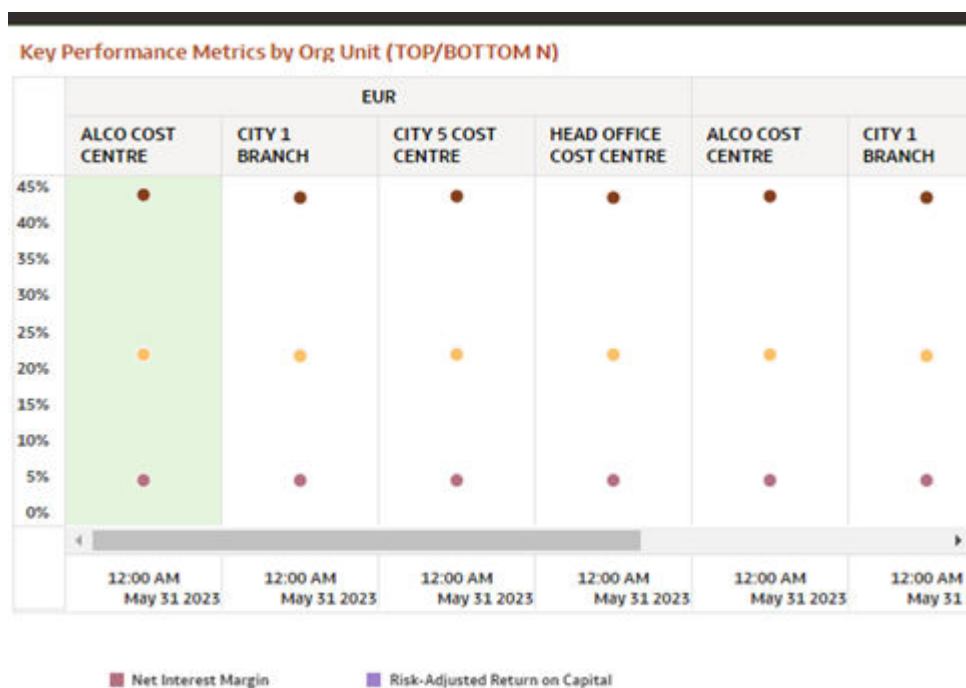 Key Performance Metrics by Org Unit (TOP/BOTTOM N)
EUR
ALCO COST CENTRE
CITY 1 BRANCH
CITY 5 COST CENTRE
HEAD OFFICE COST CENTRE
ALCO COST CENTRE
CITY 1 BRANCH
45%
40%
35%
30%
25%
20%
15%
10%
5%
0%
12:00 AM May 31 2023
12:00 AM May 31 2023
12:00 AM May 31 2023
12:00 AM May 31 2023
12:00 AM May 31 2023
12:00 AM May 31
Net Interest Margin
Risk-Adjusted Return on Capital